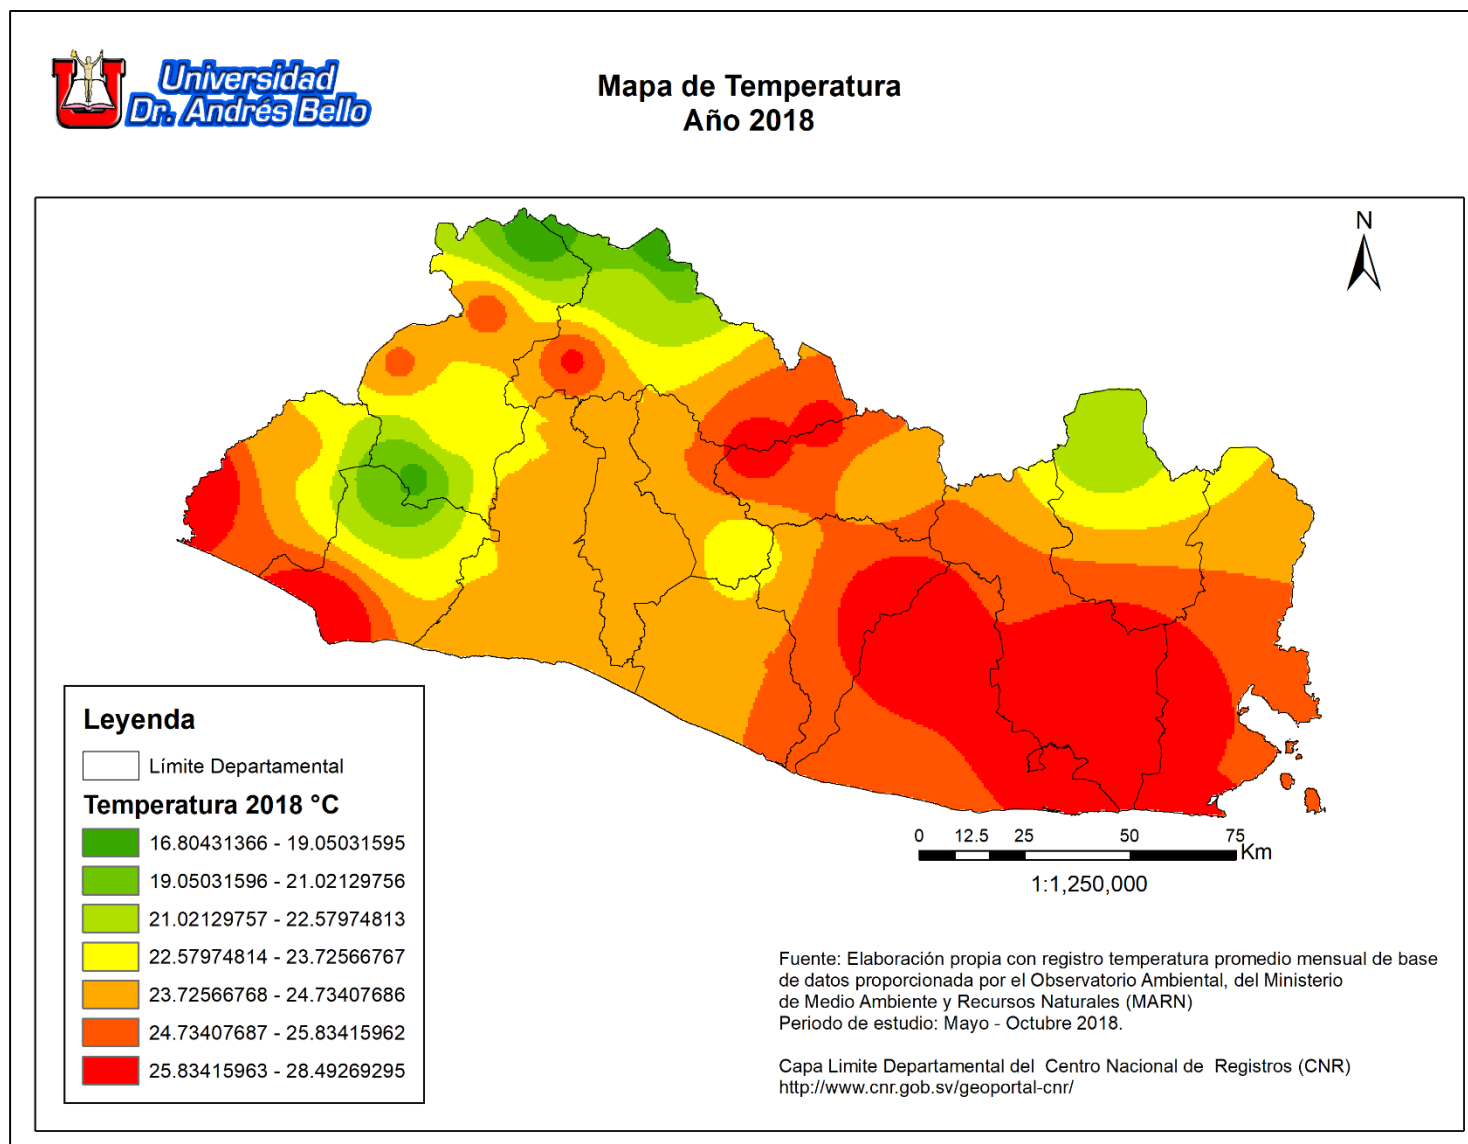 Universidad
Dr. Andrés Bello
Mapa de Temperatura
Año 2018
N
Leyenda
Límite Departamental
Temperatura 2018 °C
16.80431366 - 19.05031595
19.05031596 - 21.02129756
21.02129757 - 22.57974813
22.57974814 - 23.72566767
23.72566768 - 24.73407686
24.73407687 - 25.83415962
25.83415963 - 28.49269295
0 12.5 25 50 75
Km
1:1,250,000
Fuente: Elaboración propia con registro temperatura promedio mensual de base
de datos proporcionada por el Observatorio Ambiental, del Ministerio
de Medio Ambiente y Recursos Naturales (MARN)
Periodo de estudio: Mayo - Octubre 2018.
Capa Limite Departamental del Centro Nacional de Registros (CNR)
http://www.cnr.gob.sv/geoportal-cnr/